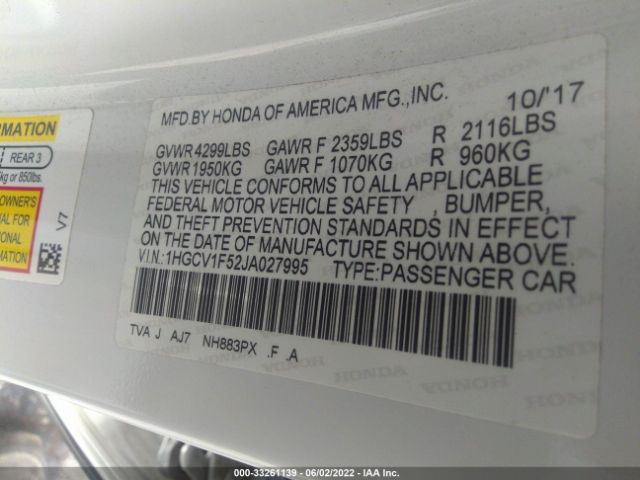 MFD BY HONDA OF AMERICA MFG.,INC. 10/'17
GVWR 4299LBS GAWR F 2359LBS R 2116LBS
GVWR 1950KG GAWR F 1070KG R 960KG
THIS VEHICLE CONFORMS TO ALL APPLICABLE
FEDERAL MOTOR VEHICLE SAFETY , BUMPER,
AND THEFT PREVENTION STANDARDS IN EFFECT
ON THE DATE OF MANUFACTURE SHOWN ABOVE.
V.I.N.:1HGCV1F52JA027995 TYPE:PASSENGER CAR
TVA J AJ7 NH883PX .F .A
RMATION
REAR 3
kg or 850lbs.
OWNER'S
AL FOR
IONAL
MATION
V7
HONDA
000-33261139 - 06/02/2022 - IAA Inc.